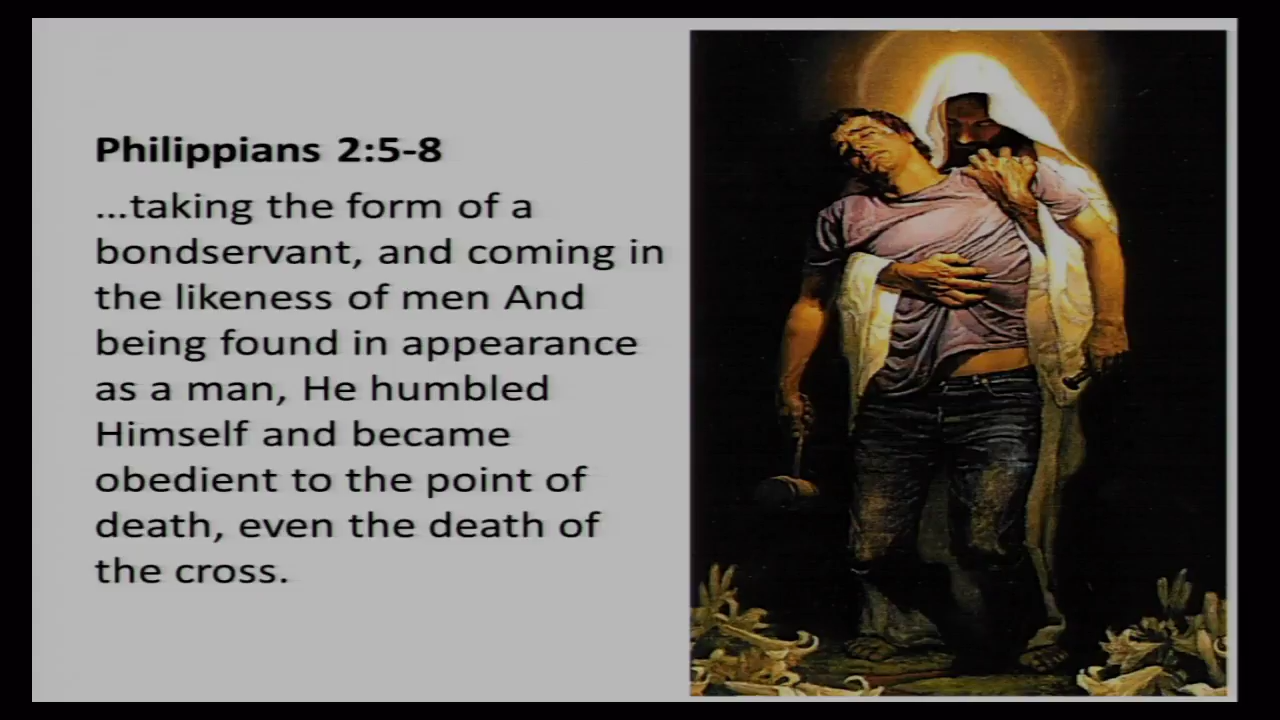 Philippians 2:5-8
...taking the form of a
bondservant, and coming in
the likeness of men And
being found in appearance
as a man, He humbled
Himself and became
obedient to the point of
death, even the death of
the cross.